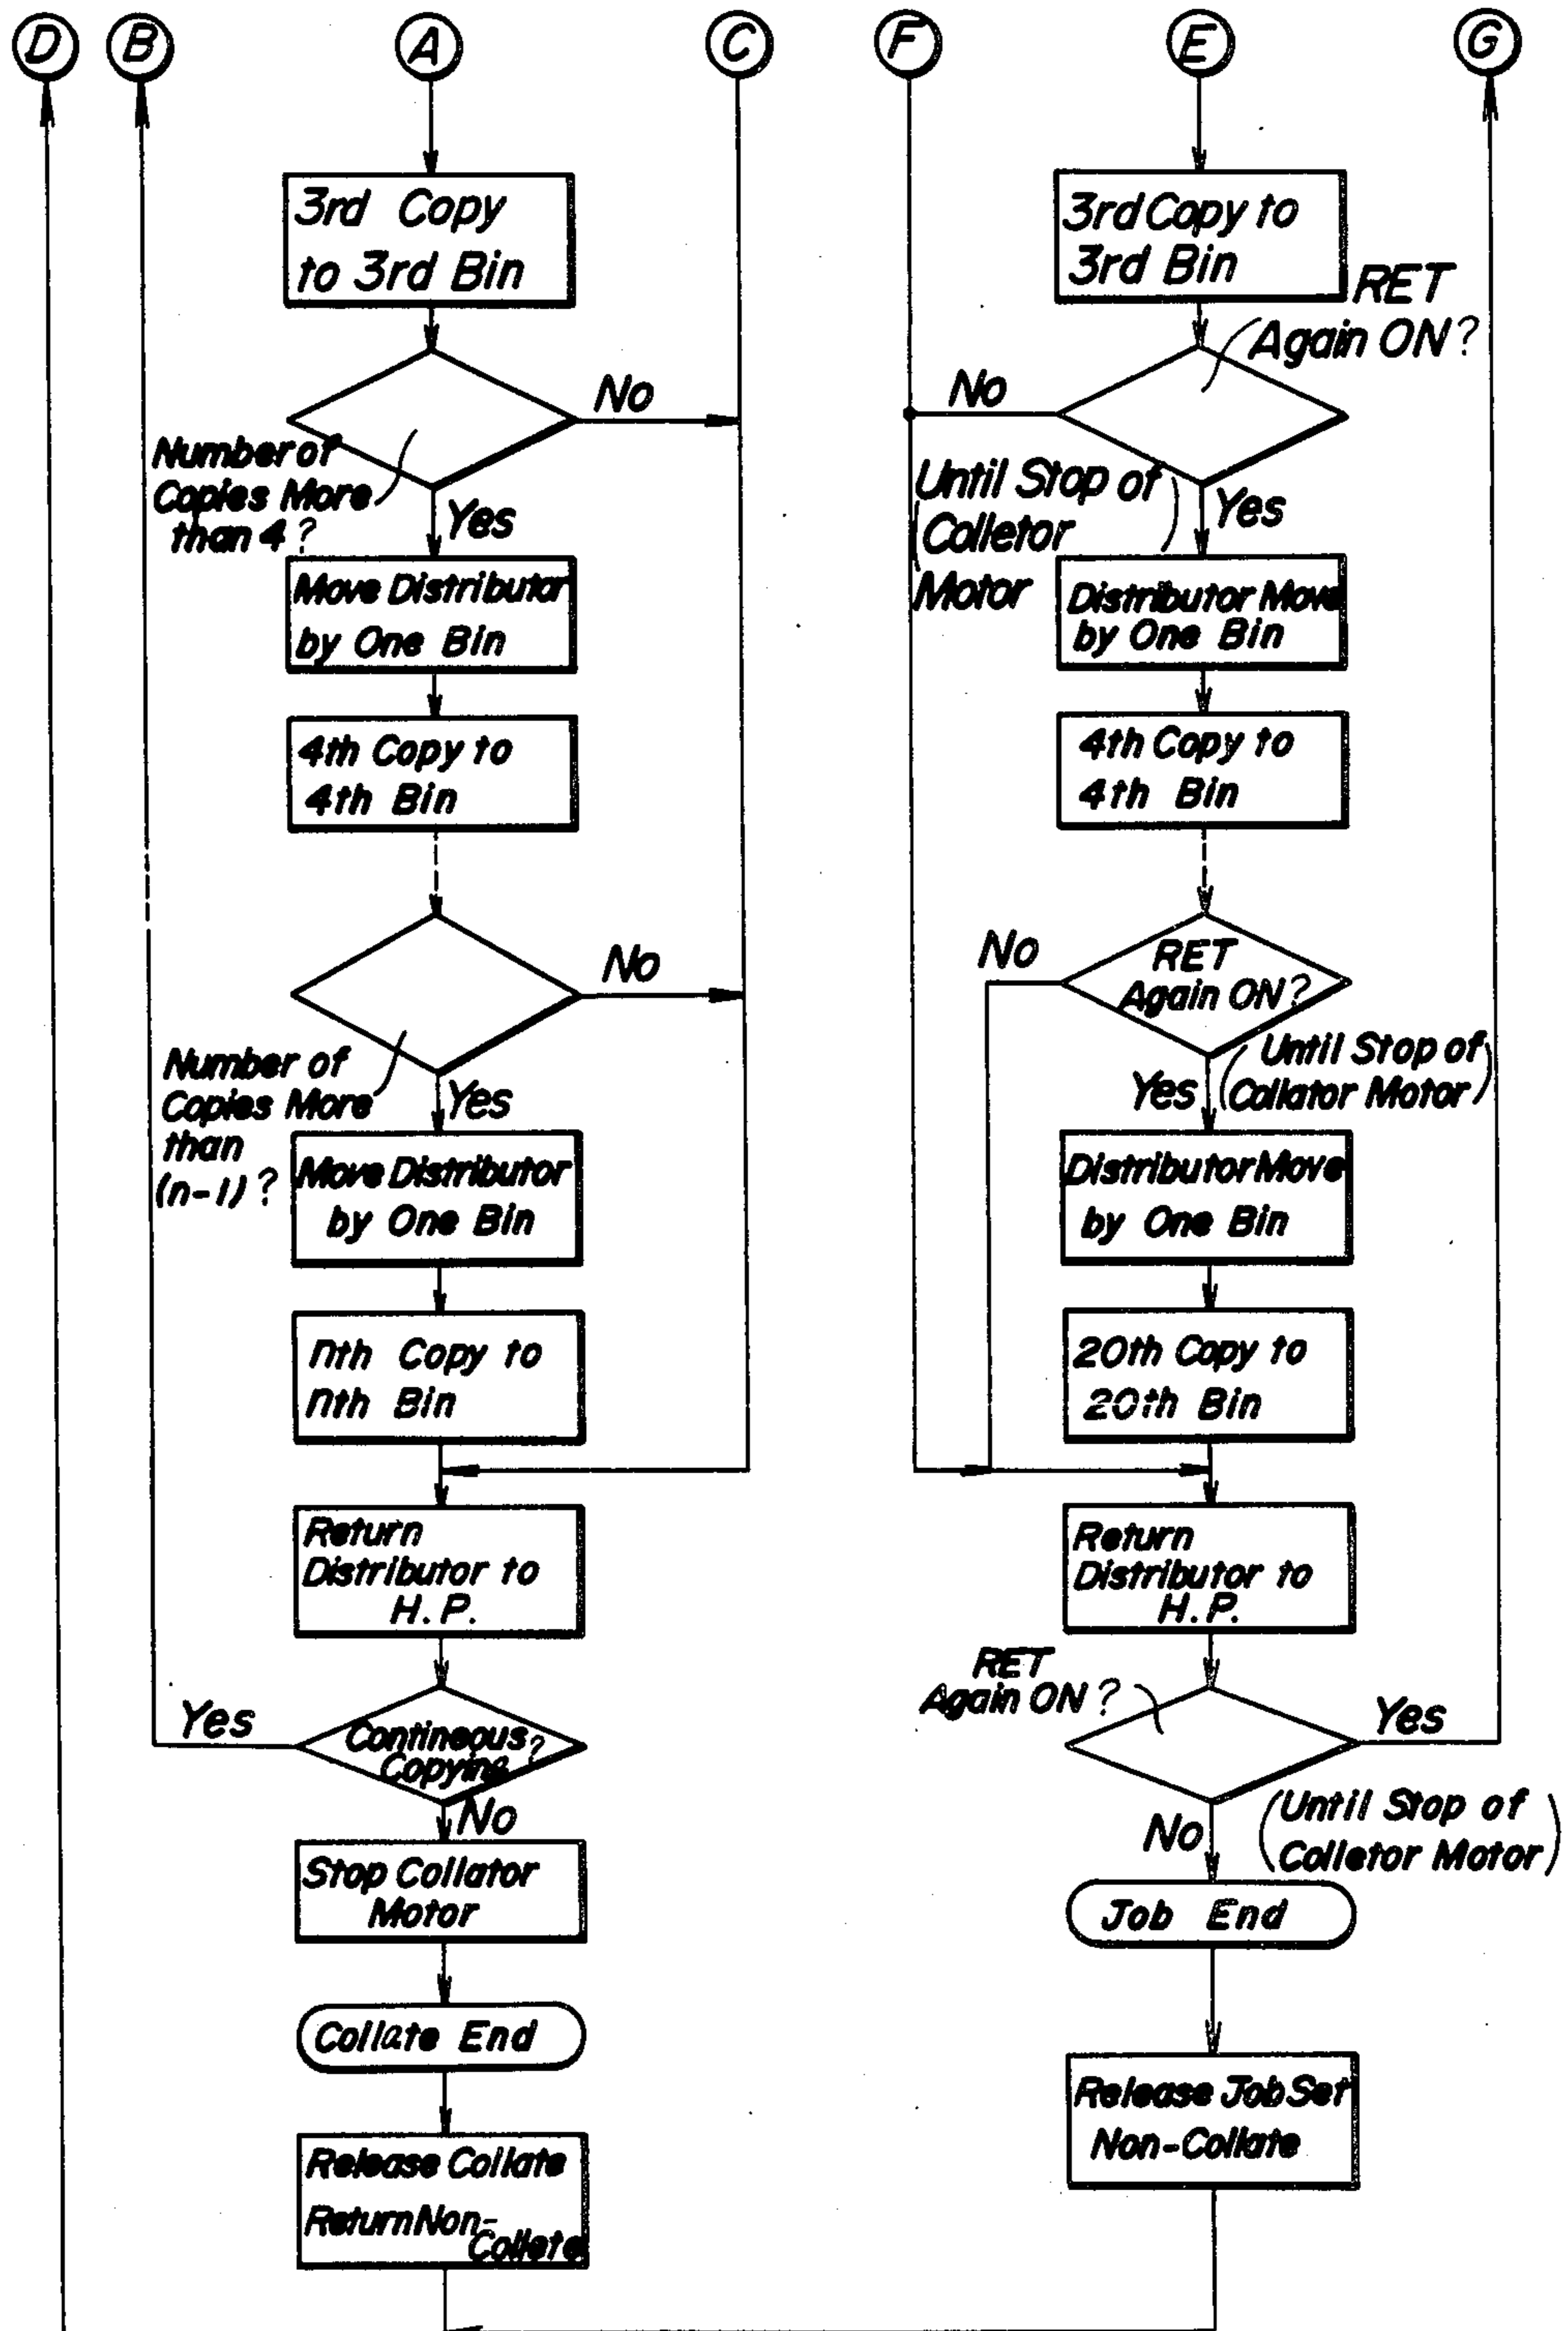 D
B
A
C
F
E
G
3rd Copy
to 3rd Bin
No
Number of
Copies More
than 4?
Yes
Move Distributor
by One Bin
4th Copy to
4th Bin
No
Number of
Copies More
than
(n-1)?
Yes
Move Distributor
by One Bin
nth Copy to
nth Bin
Return
Distributor to
H.P.
Yes
Contineous
Copying?
No
Stop Collator
Motor
Collate End
Release Collate
Return Non-
Collete
3rd Copy to
3rd Bin
RET
Again ON?
No
(Until Stop of
Colletor
Motor)
Yes
Distributor Move
by One Bin
4th Copy to
4th Bin
No
RET
Again ON?
Yes
(Until Stop of
Collator Motor)
Distributor Move
by One Bin
20th Copy to
20th Bin
Return
Distributor to
H.P.
RET
Again ON?
Yes
No
(Until Stop of
Colletor Motor)
Job End
Release Job Set
Non-Collate